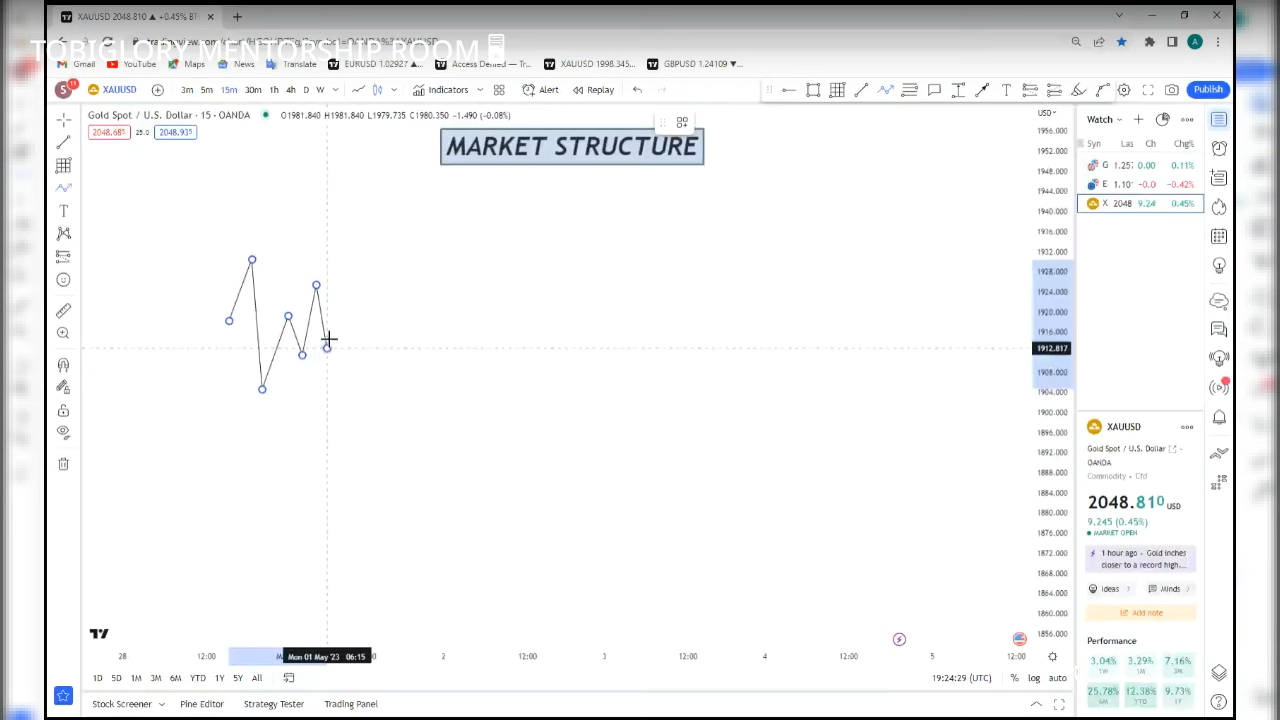 XAUUSD 2048.810 ▲ +0.45% BT
TOBIGLORY MENTORSHIP ROOM
Gmail YouTube Maps News Translate EURUSD 1.02927 ▲... Access Denied — Tr... XAUUSD 1998.345... GBPUSD 1.24109 ▼...
S 11 XAUUSD 3m 5m 15m 30m 1h 4h D W Indicators Alert Replay Publish
Gold Spot / U.S. Dollar · 15 · OANDA O1981.840 H1981.840 L1979.735 C1980.350 −1.490 (−0.08%)
2048.685 25.0 2048.935
MARKET STRUCTURE
USD
1956.000
1952.000
1948.000
1944.000
1940.000
1936.000
1932.000
1928.000
1924.000
1920.000
1916.000
1912.817
1908.000
1904.000
1900.000
1896.000
1892.000
1888.000
1884.000
1880.000
1876.000
1872.000
1868.000
1864.000
1860.000
1856.000
Watch
Syn Las Ch Chg%
G 1.257 0.00 0.11%
E 1.10 -0.0 −0.42%
X 2048 9.24 0.45%
XAUUSD
Gold Spot / U.S. Dollar
OANDA
Commodity · Cfd
2048.810 USD
9.245 (0.45%)
MARKET OPEN
1 hour ago · Gold inches
closer to a record high,...
Ideas Minds
Add note
Performance
3.04% 3.29% 7.16%
1W 1M 3M
25.78% 12.38% 9.73%
6M YTD 1Y
28 12:00 Mon 01 May '23 06:15 2 12:00 3 12:00 4 12:00 5 12:00
1D 5D 1M 3M 6M YTD 1Y 5Y All 19:24:29 (UTC) % log auto
Stock Screener Pine Editor Strategy Tester Trading Panel